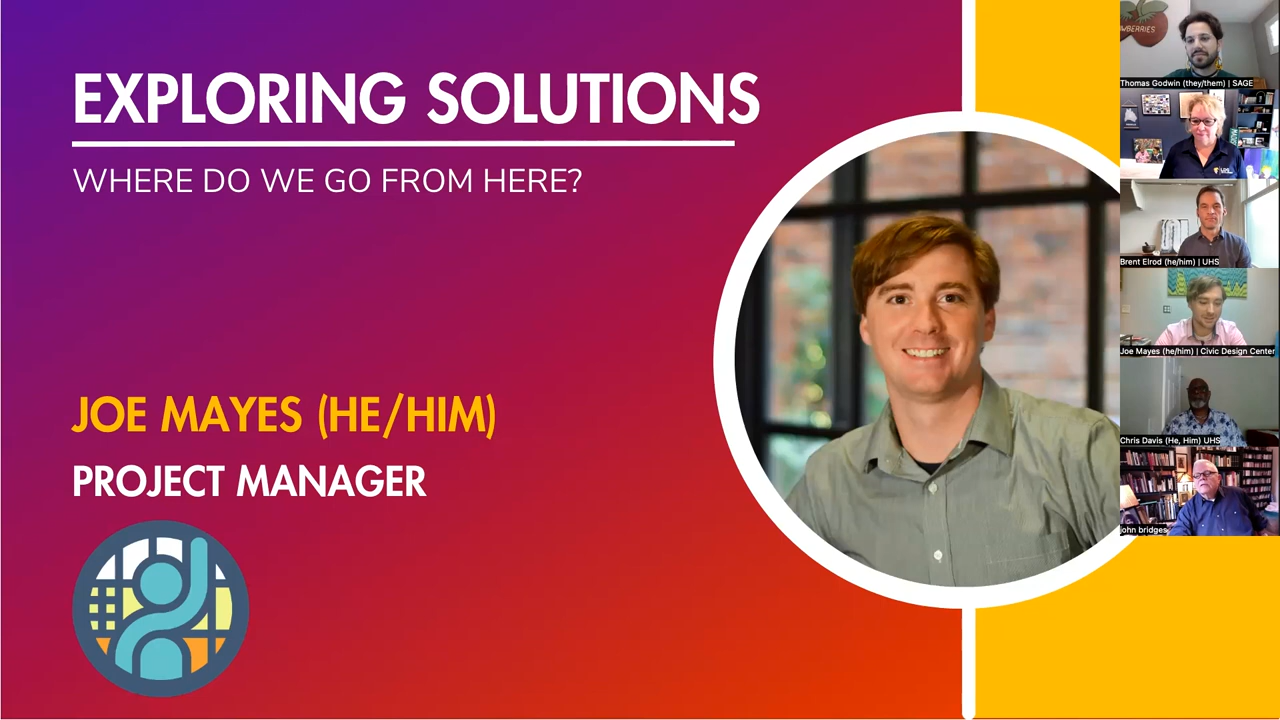 EXPLORING SOLUTIONS
WHERE DO WE GO FROM HERE?
JOE MAYES (HE/HIM)
PROJECT MANAGER
Thomas Godwin (they/them) | SAGE
Brent Elrod (he/him) | UHS
Joe Mayes (he/him) | Civic Design Center
Chris Davis (He, Him) UHS
john bridges